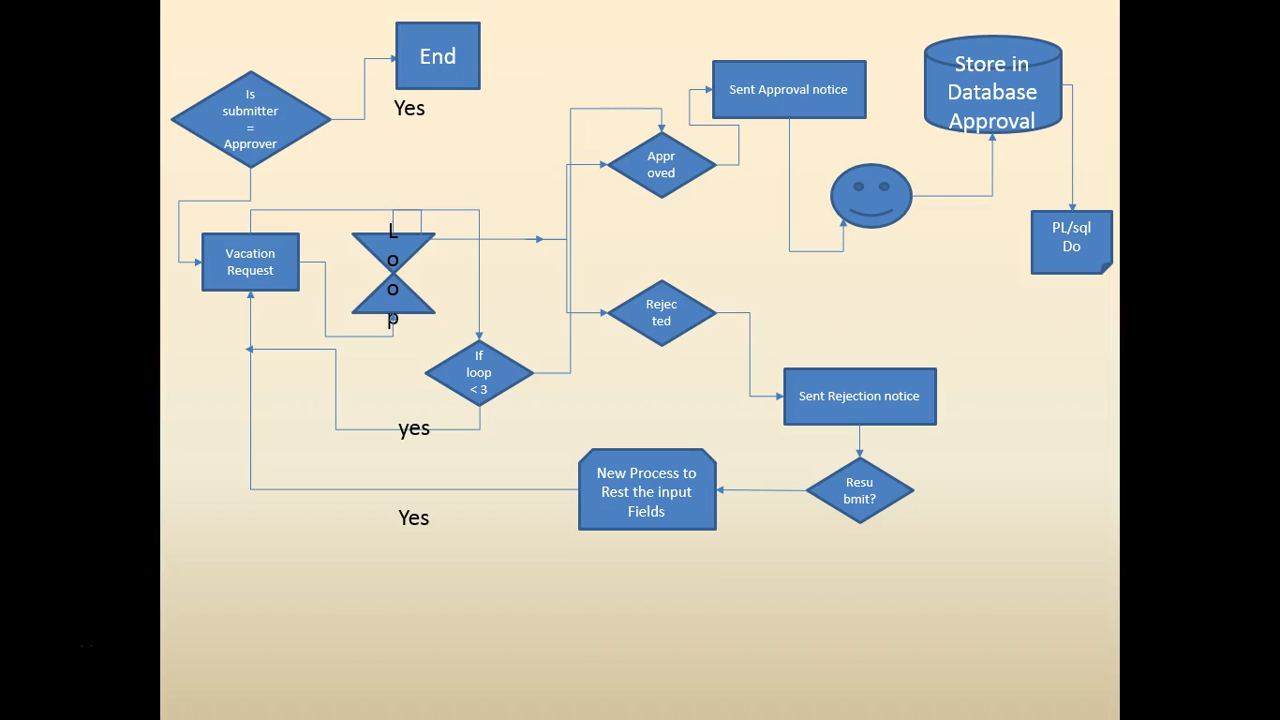 End
Is
submitter
=
Approver
Yes
Sent Approval notice
Store in
Database
Approval
Appr
oved
PL/sql
Do
Vacation
Request
L
o
o
p
Rejec
ted
If
loop
< 3
Sent Rejection notice
yes
New Process to
Rest the input
Fields
Resu
bmit?
Yes